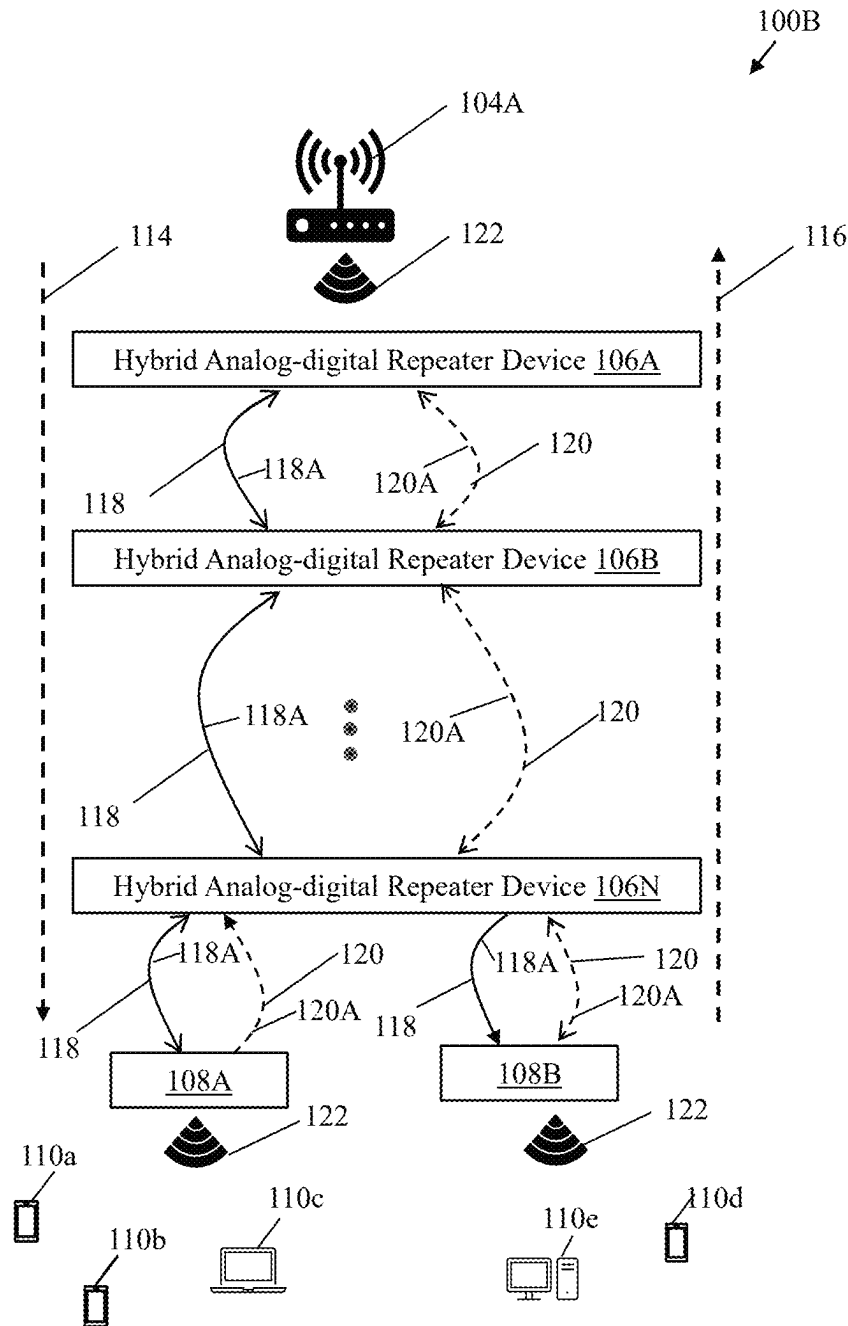 100B
104A
114
122
116
Hybrid Analog-digital Repeater Device 106A
118A
120
120A
118
Hybrid Analog-digital Repeater Device 106B
118A
120A
120
118
Hybrid Analog-digital Repeater Device 106N
118A
120
118A
120
120A
120A
118
118
108A
108B
122
122
110a
110c
110d
110e
110b